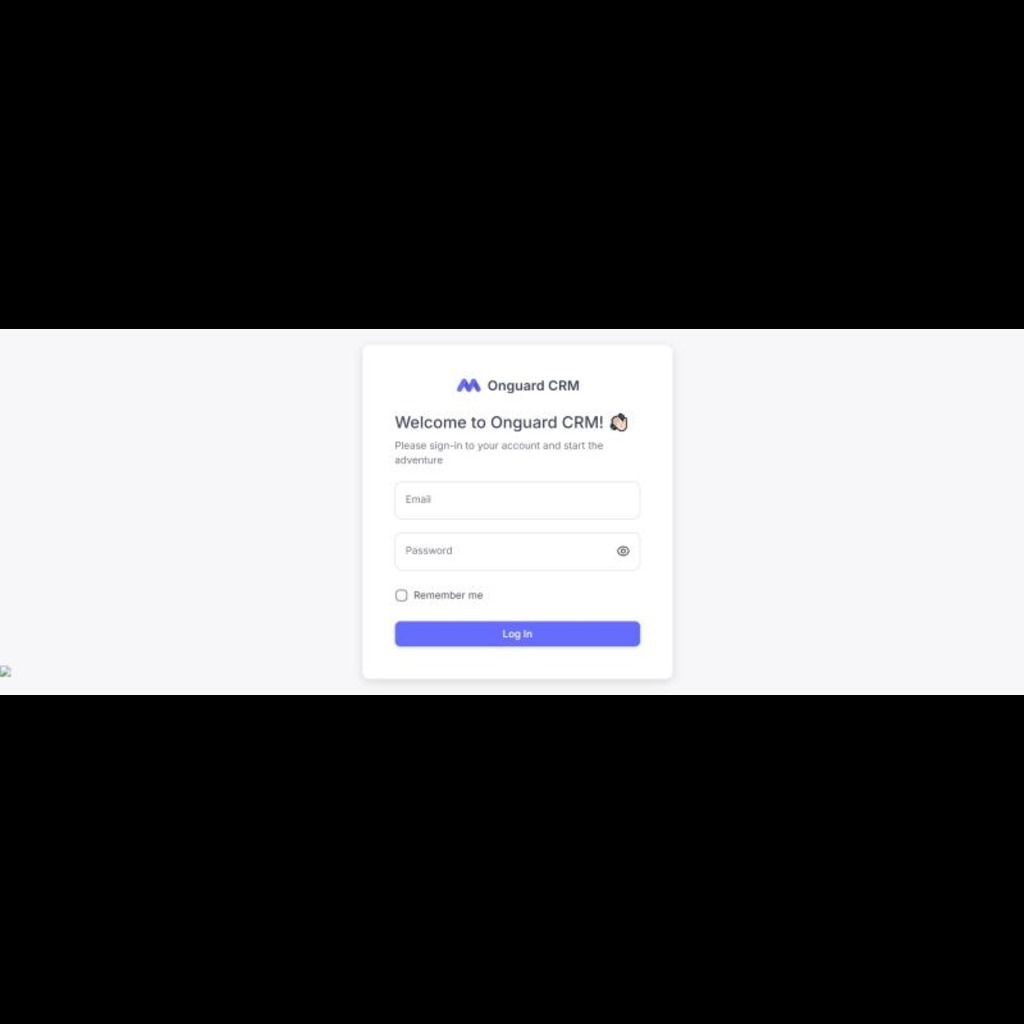 Onguard CRM
Welcome to Onguard CRM! 👋🏻
Please sign-in to your account and start the
adventure
Email
Password
Remember me
Log In